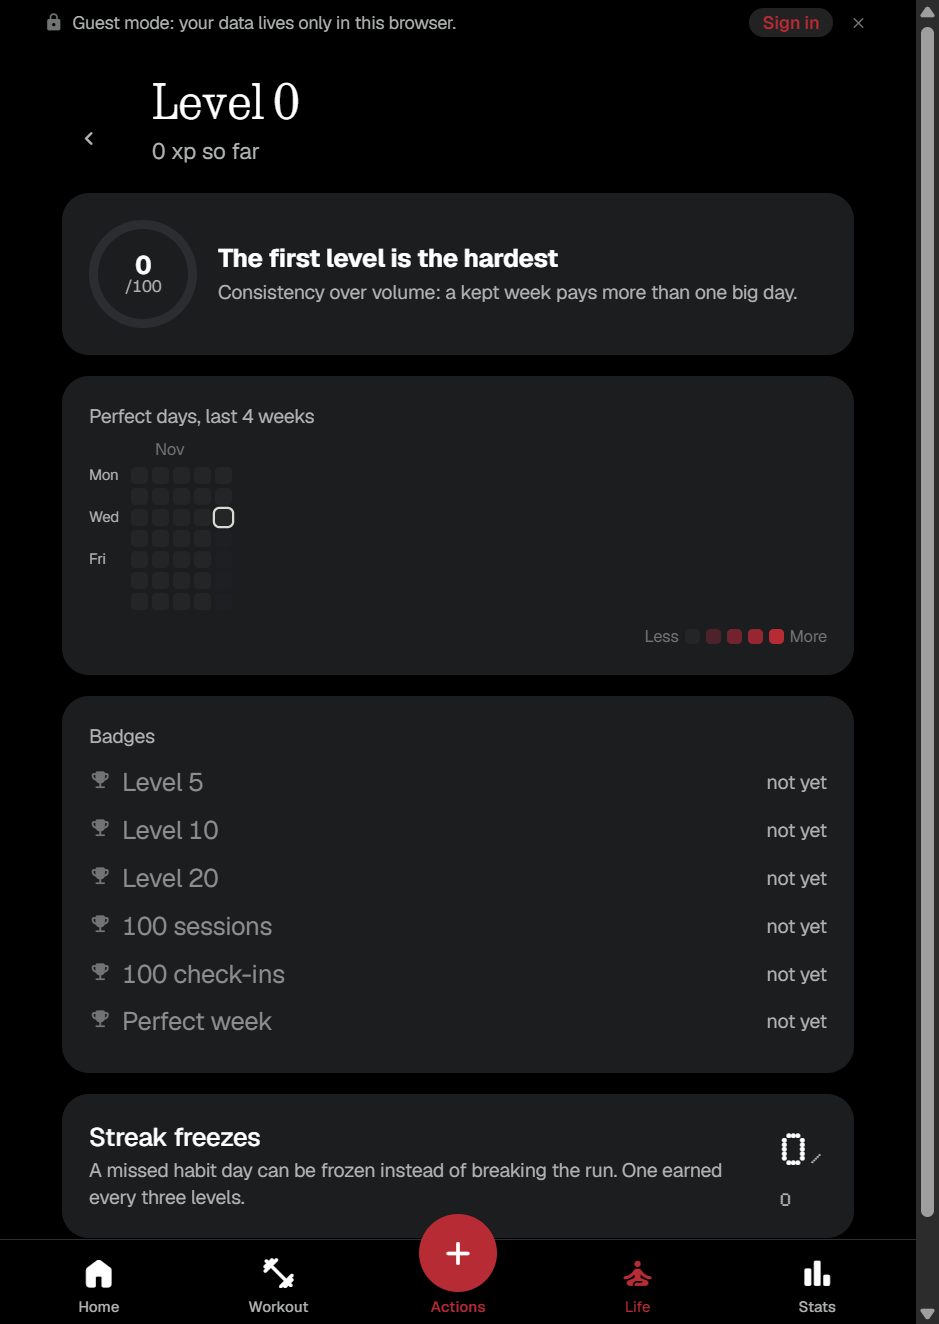 Guest mode: your data lives only in this browser.
Sign in
Level 0
0 xp so far
0
/100
The first level is the hardest
Consistency over volume: a kept week pays more than one big day.
Perfect days, last 4 weeks
Nov
Mon
Wed
Fri
Less
More
Badges
Level 5
not yet
Level 10
not yet
Level 20
not yet
100 sessions
not yet
100 check-ins
not yet
Perfect week
not yet
Streak freezes
A missed habit day can be frozen instead of breaking the run. One earned
every three levels.
0/
0
Home
Workout
Actions
Life
Stats